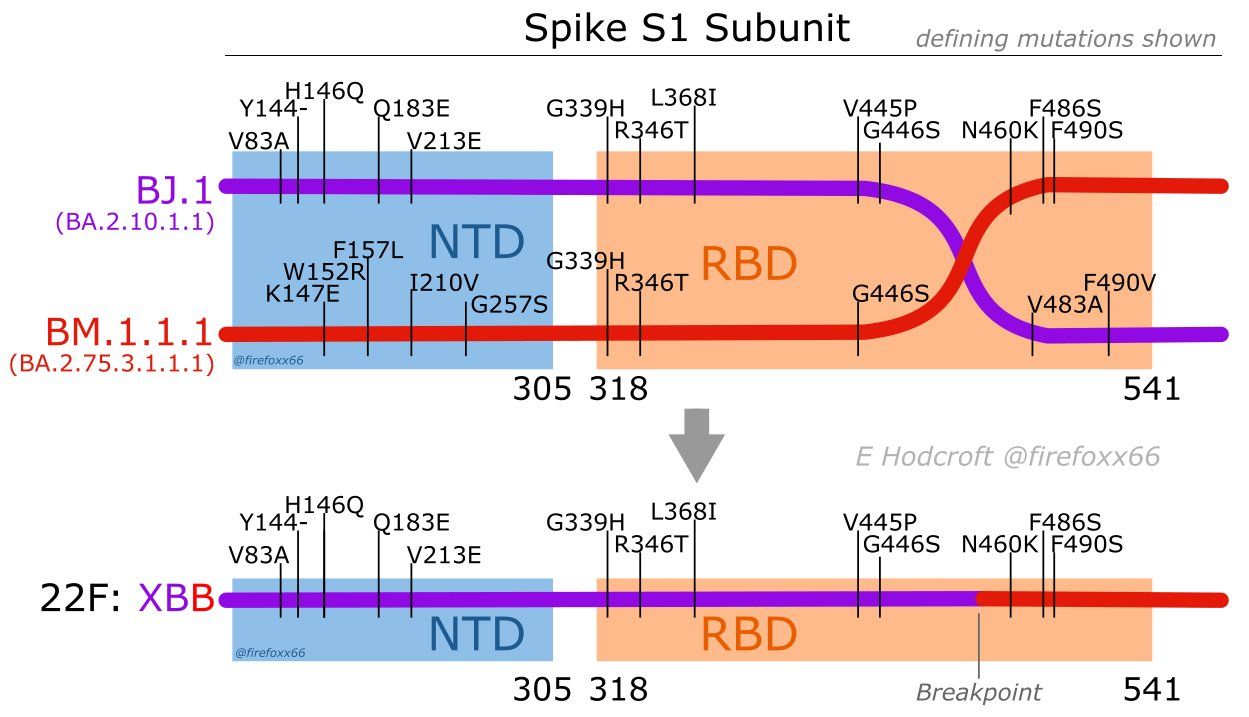 Spike S1 Subunit
defining mutations shown
H146Q
L368I
Y144- Q183E G339H V445P F486S
R346T G446S N460K F490S
V83A V213E
BJ.1
(BA.2.10.1.1)
NTD
RBD
F157L
G339H
W152R I210V R346T F490V
K147E G257S G446S V483A
BM.1.1.1
(BA.2.75.3.1.1.1)
@firefoxx66
305 318 541
E Hodcroft @firefoxx66
H146Q
L368I
Y144- Q183E G339H V445P F486S
R346T G446S N460K F490S
V83A V213E
22F: XBB
NTD
RBD
@firefoxx66
305 318 Breakpoint 541